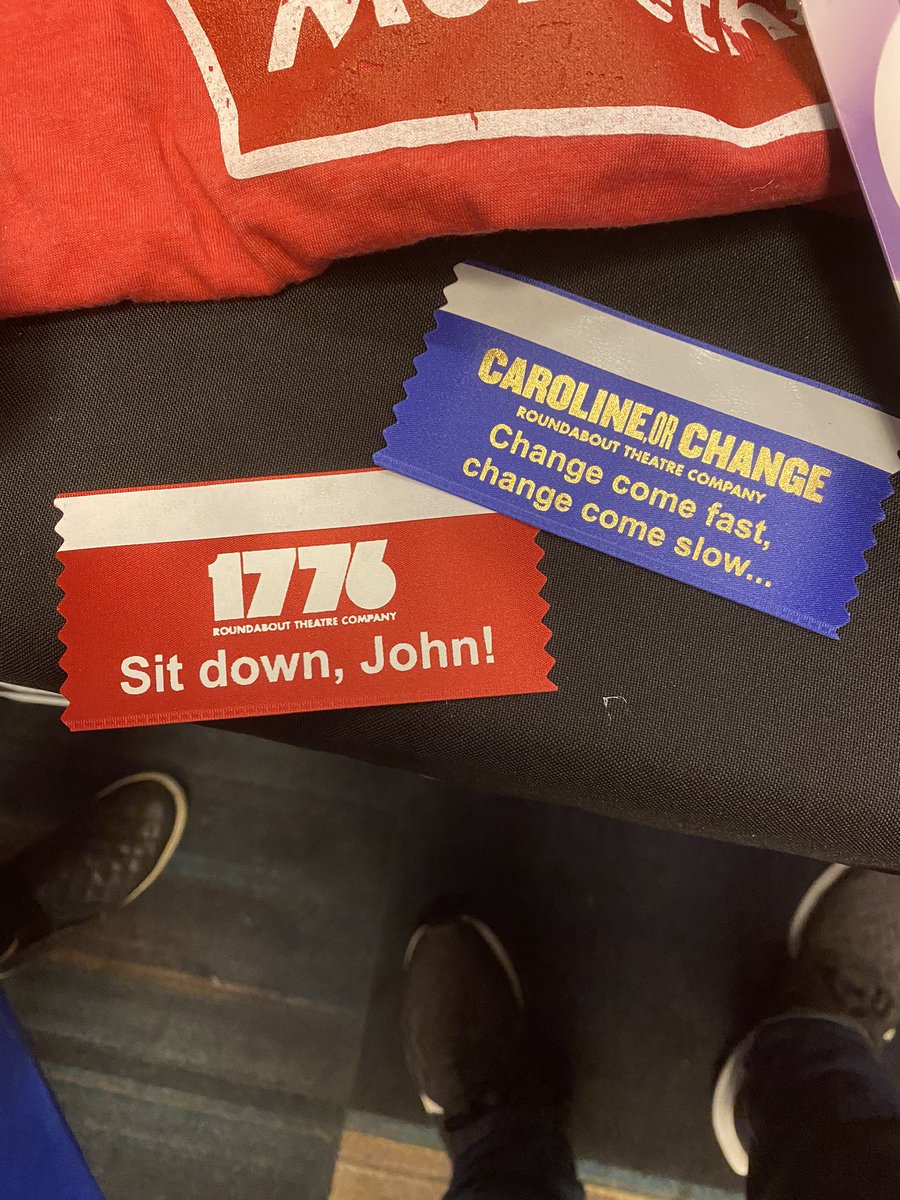 CAROLINE, OR CHANGE
ROUNDABOUT THEATRE COMPANY
Change come fast,
change come slow...
1776
ROUNDABOUT THEATRE COMPANY
Sit down, John!